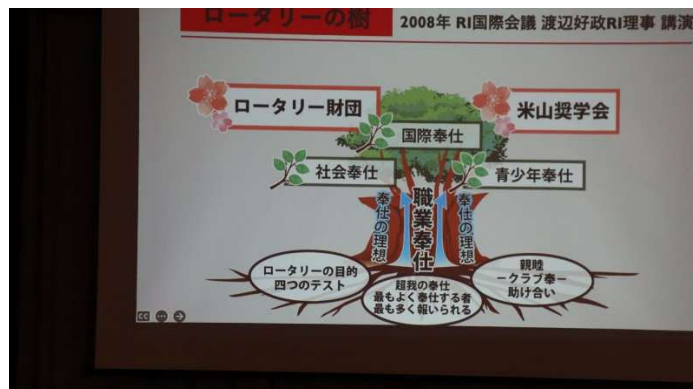 ロータリーの樹
2008年 RI国際会議 渡辺好政RI理事 講演
ロータリー財団
米山奨学会
国際奉仕
社会奉仕
青少年奉仕
奉仕の理想
職業奉仕
奉仕の理想
ロータリーの目的
四つのテスト
超我の奉仕
最もよく奉仕する者
最も多く報いられる
親睦
ークラブ奉ー
助け合い
CC